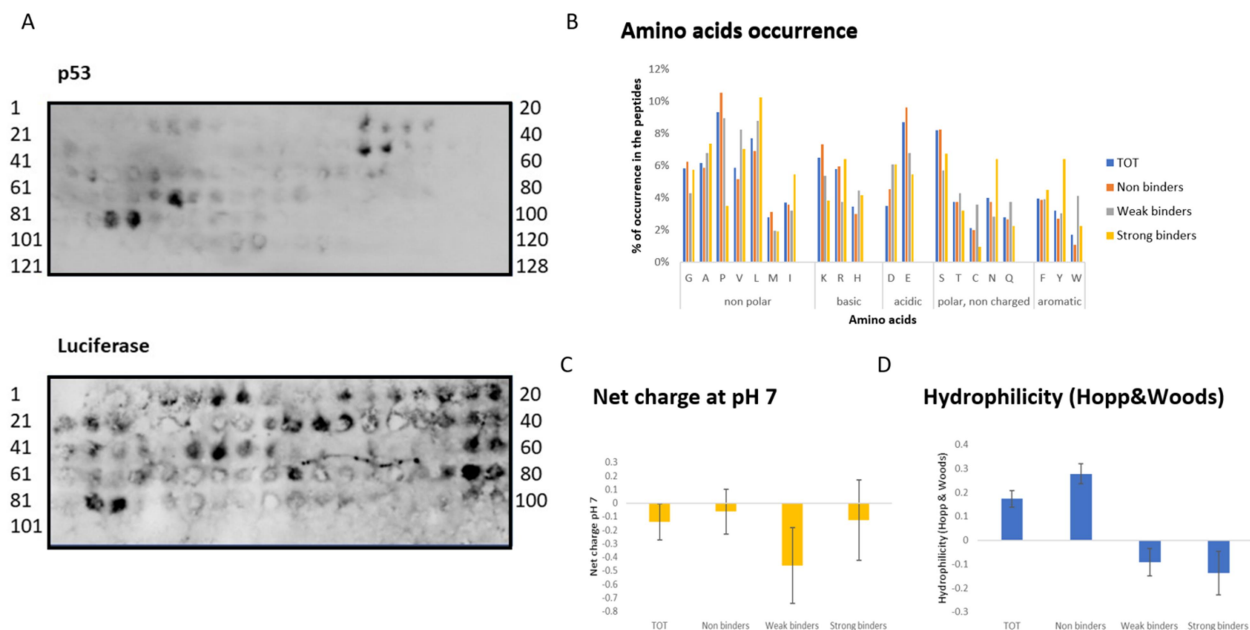 A
p53
1 20
21 40
41 60
61 80
81 100
101 120
121 128
Luciferase
1 20
21 40
41 60
61 80
81 100
101
B
Amino acids occurrence
% of occurrence in the peptides
12%
10%
8%
6%
4%
2%
0%
G A P V L M I K R H D E S T C N Q F Y W
non polar basic acidic polar, non charged aromatic
Amino acids
TOT
Non binders
Weak binders
Strong binders
C
Net charge at pH 7
Net charge pH 7
0.3
0.2
0.1
0
-0.1
-0.2
-0.3
-0.4
-0.5
-0.6
-0.7
-0.8
TOT Non binders Weak binders Strong binders
D
Hydrophilicity (Hopp&Woods)
Hydrophilicity (Hopp & Woods)
0.4
0.3
0.2
0.1
0
-0.1
-0.2
-0.3
TOT Non binders Weak binders Strong binders